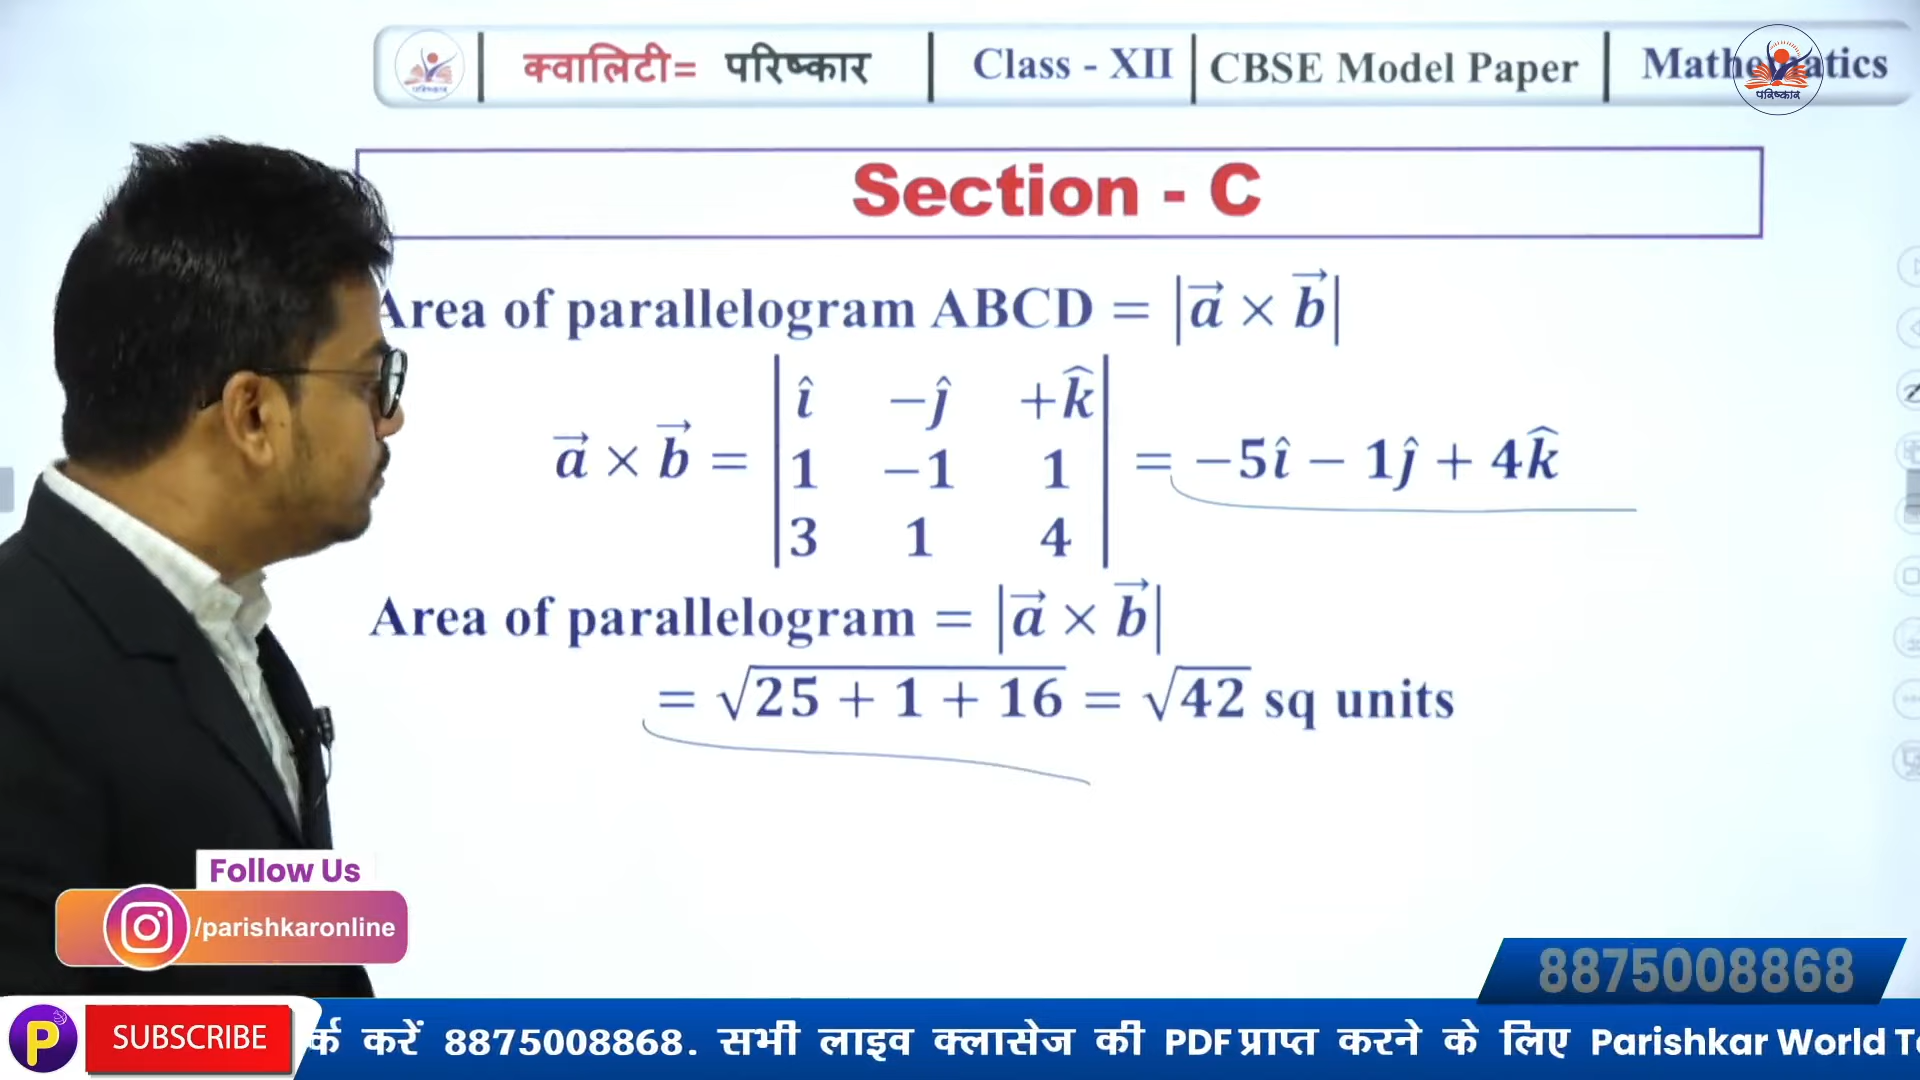 क्वालिटी= परिष्कार | Class - XII | CBSE Model Paper | Mathematics
परिष्कार
Section - C
Area of parallelogram ABCD = |a⃗ × b⃗|
a⃗ × b⃗ = | î −ĵ +k̂ |
| 1 −1 1 | = −5î − 1ĵ + 4k̂
| 3 1 4 |
Area of parallelogram = |a⃗ × b⃗|
= √25 + 1 + 16 = √42 sq units
Follow Us
/parishkaronline
8875008868
SUBSCRIBE
र्क करें 8875008868. सभी लाइव क्लासेज की PDF प्राप्त करने के लिए Parishkar World